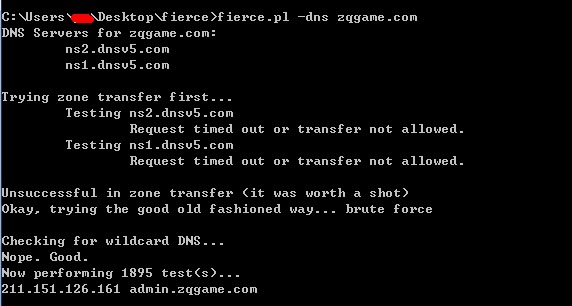 C:\Users\   \Desktop\fierce>fierce.pl -dns zqgame.com
DNS Servers for zqgame.com:
ns2.dnsv5.com
ns1.dnsv5.com
Trying zone transfer first...
Testing ns2.dnsv5.com
Request timed out or transfer not allowed.
Testing ns1.dnsv5.com
Request timed out or transfer not allowed.
Unsuccessful in zone transfer (it was worth a shot)
Okay, trying the good old fashioned way... brute force
Checking for wildcard DNS...
Nope. Good.
Now performing 1895 test(s)...
211.151.126.161 admin.zqgame.com